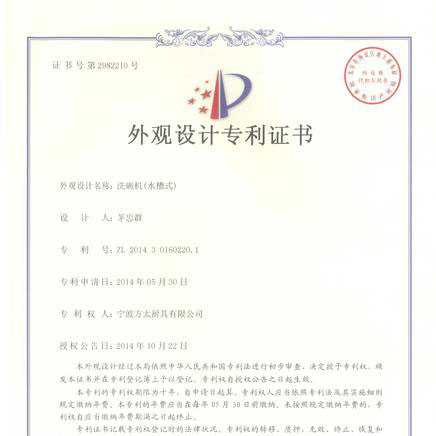 证书号第2982210号
外观设计专利证书
外观设计名称：洗碗机(水槽式)
设 计 人：茅忠群
专 利 号：ZL 2014 3 0160220.1
专利申请日：2014年05月30日
专 利 权 人：宁波方太厨具有限公司
授权公告日：2014年10月22日
本外观设计经过本局依照中华人民共和国专利法进行初步审查，决定授予专利权，颁
发本证书并在专利登记簿上予以登记。专利权自授权公告之日起生效。
本专利的专利权期限为十年，自申请日起算。专利权人应当依照专利法及其实施细则
规定缴纳年费。本专利的年费应当在每年05月30日前缴纳。未按照规定缴纳年费的，专
利权自应当缴纳年费期满之日起终止。
专利证书记载专利权登记时的法律状况。专利权的转移、质押、无效、终止、恢复和